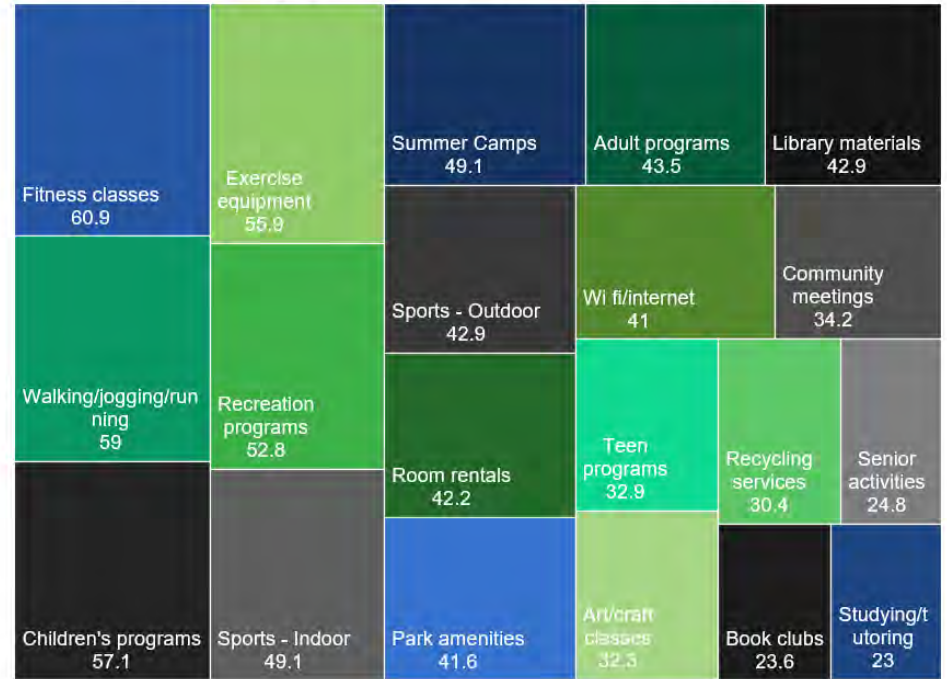 Fitness classes
60.9
Walking/jogging/run
ning
59
Children's programs
57.1
Exercise
equipment
55.9
Recreation
programs
52.8
Sports - Indoor
49.1
Summer Camps
49.1
Adult programs
43.5
Library materials
42.9
Sports - Outdoor
42.9
Room rentals
42.2
Park amenities
41.6
Wi fi/internet
41
Community
meetings
34.2
Teen
programs
32.9
Art/craft
classes
32.3
Recycling
services
30.4
Senior
activities
24.8
Book clubs
23.6
Studying/t
utoring
23